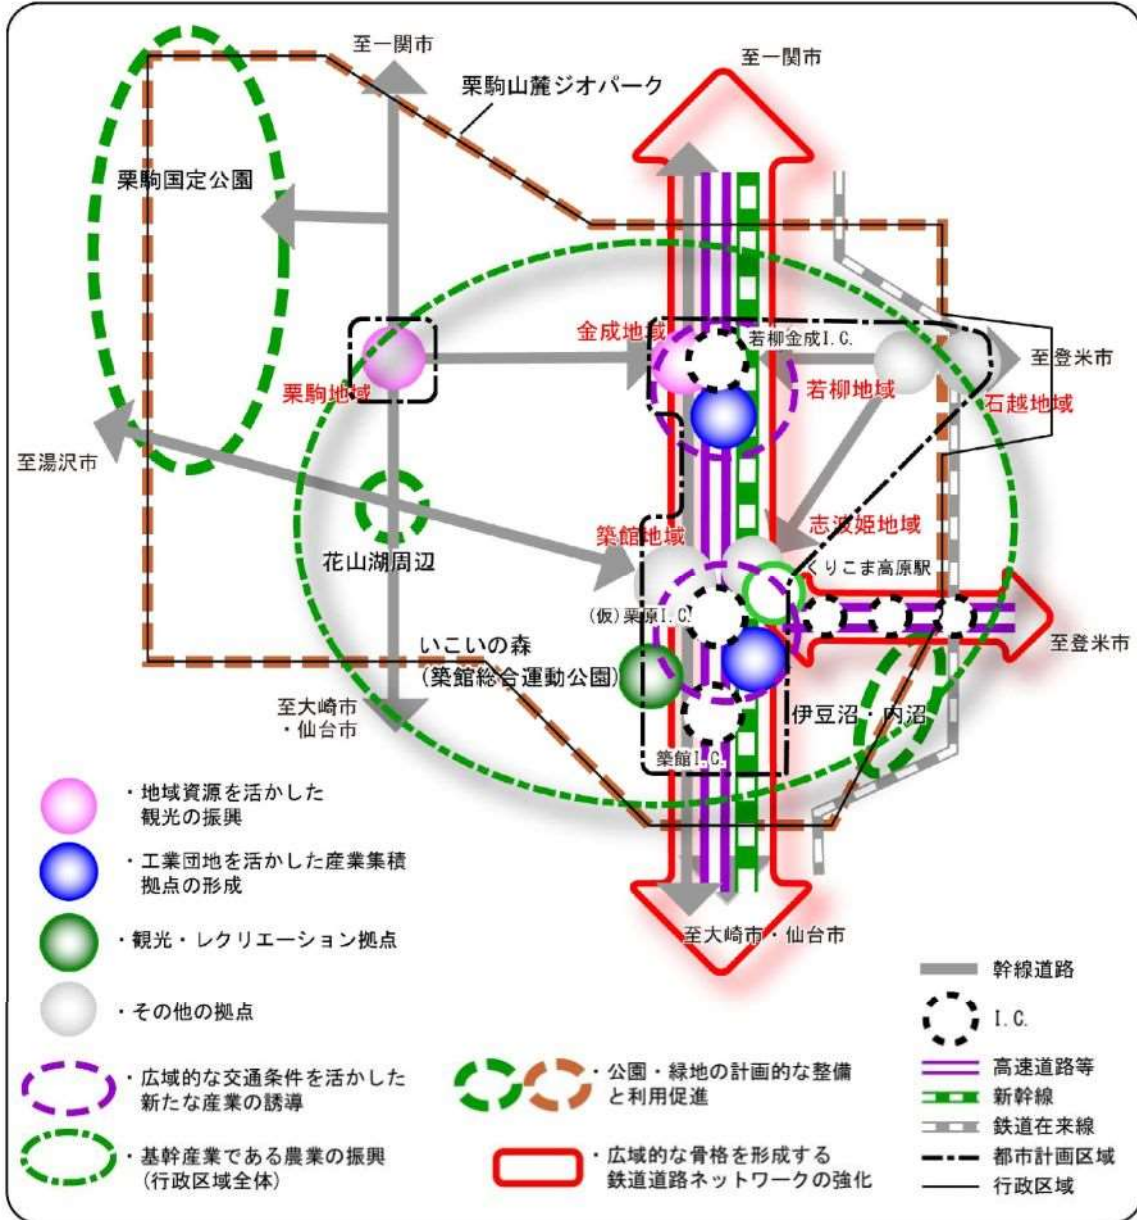 至一関市
至一関市
栗駒山麓ジオパーク
栗駒国定公園
金成地域
若柳金成I.C.
至登米市
栗駒地域
若柳地域
石越地域
至湯沢市
築館地域
志波姫地域
花山湖周辺
くりこま高原駅
(仮)栗原I.C.
いこいの森
(築館総合運動公園)
至登米市
至大崎市
・仙台市
伊豆沼・内沼
築館I.C.
至大崎市・仙台市
・地域資源を活かした
観光の振興
・工業団地を活かした産業集積
拠点の形成
・観光・レクリエーション拠点
・その他の拠点
・広域的な交通条件を活かした
新たな産業の誘導
・基幹産業である農業の振興
(行政区域全体)
・公園・緑地の計画的な整備
と利用促進
・広域的な骨格を形成する
鉄道道路ネットワークの強化
幹線道路
I.C.
高速道路等
新幹線
鉄道在来線
都市計画区域
行政区域